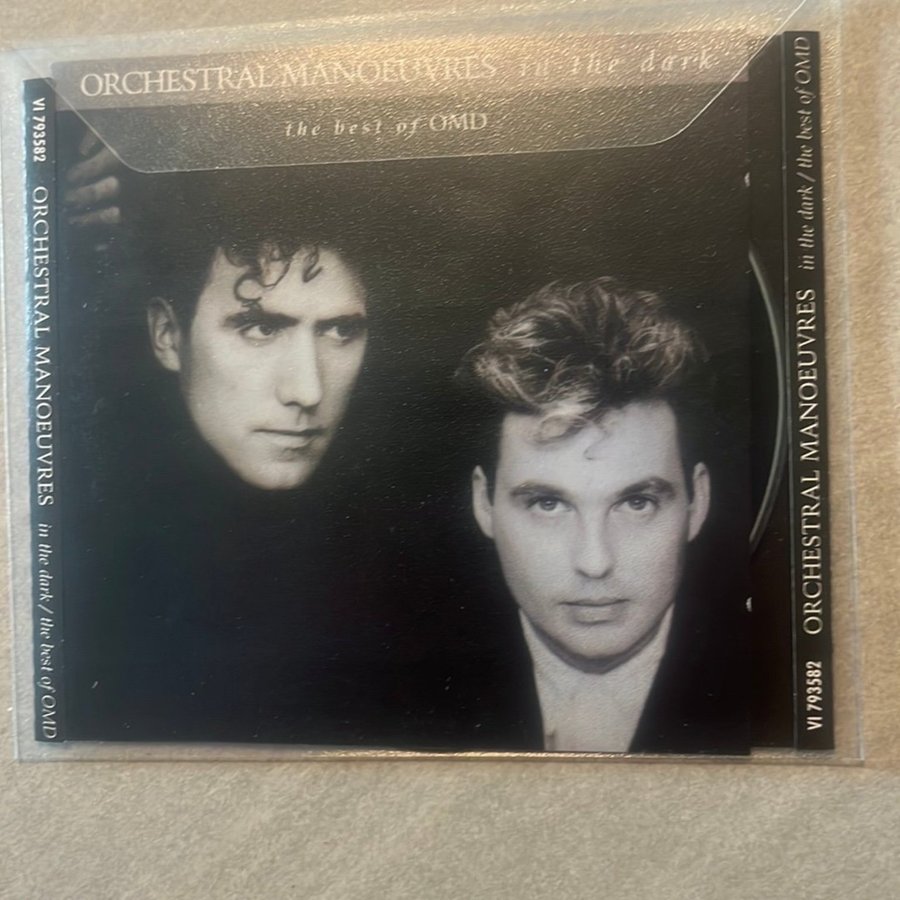 ORCHESTRAL MANOEUVRES in the dark
the best of OMD
VI 793582 ORCHESTRAL MANOEUVRES in the dark / the best of OMD
VI 793582 ORCHESTRAL MANOEUVRES in the dark / the best of OMD